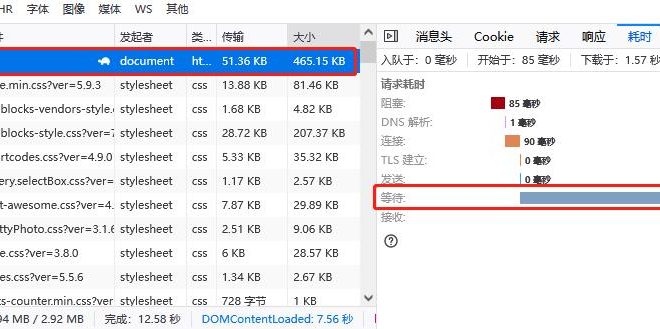 HR 字体 图像 媒体 WS 其他
件 发起者 类… 传输 大小
document ht… 51.36 KB 465.15 KB
e.min.css?ver=5.9.3 stylesheet css 13.88 KB 81.46 KB
blocks-vendors-style.c stylesheet css 1.68 KB 4.82 KB
blocks-style.css?ver=7 stylesheet css 28.72 KB 207.37 KB
ortcodes.css?ver=4.9.0 stylesheet css 5.33 KB 35.32 KB
ery.selectBox.css?ver= stylesheet css 1.17 KB 2.57 KB
t-awesome.css?ver=4. stylesheet css 7.87 KB 29.89 KB
ttyPhoto.css?ver=3.1.6 stylesheet css 2.51 KB 9.06 KB
e.css?ver=3.8.0 stylesheet css 6 KB 28.57 KB
les.css?ver=5.5.6 stylesheet css 1.34 KB 2.67 KB
ks-counter.min.css?ver stylesheet css 728 字节 1 KB
94 MB / 2.92 MB 完成：12.58 秒 DOMContentLoaded: 7.56 秒
消息头 Cookie 请求 响应 耗时
入队于：0 毫秒 开始于：85 毫秒 下载于：1.57 秒
请求耗时
阻塞: 85 毫秒
DNS 解析: 1 毫秒
连接: 90 毫秒
TLS 建立: 0 毫秒
发送: 0 毫秒
等待:
接收: